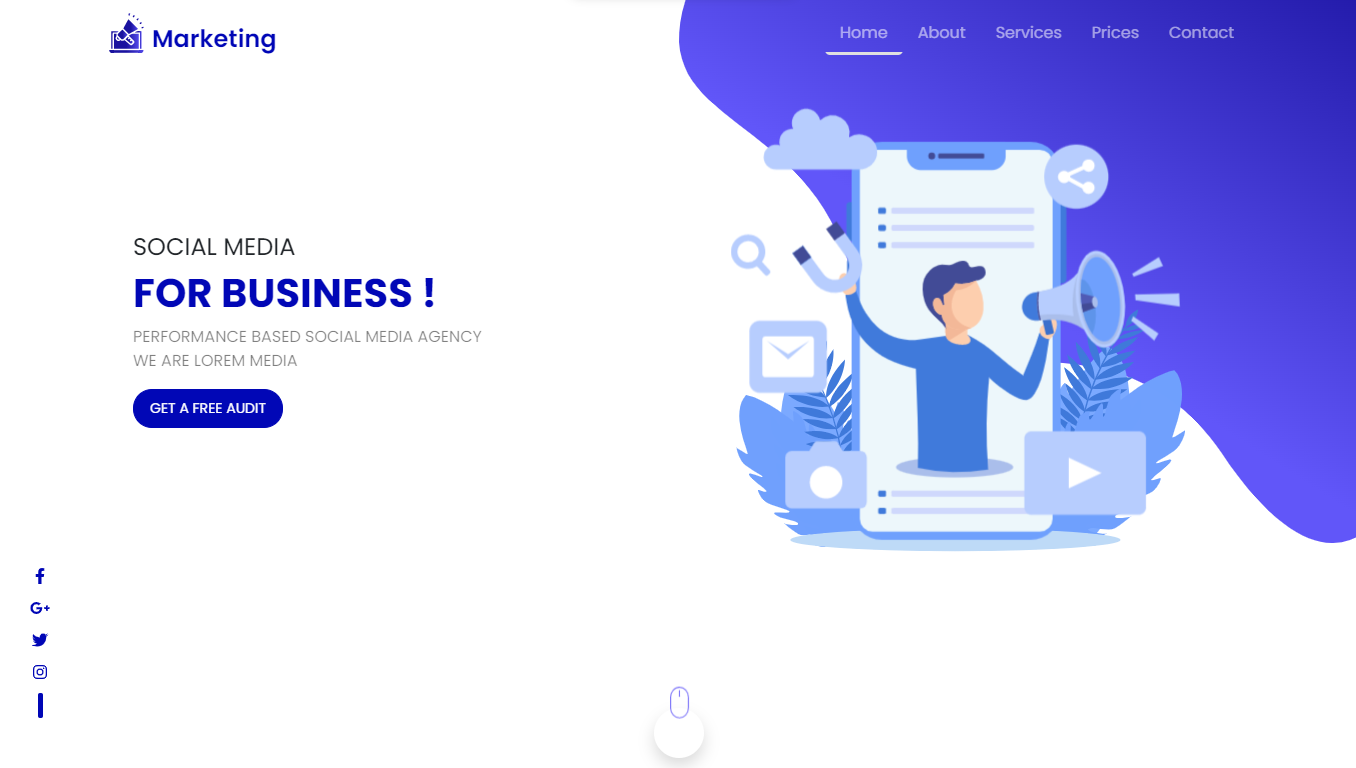 Marketing
Home About Services Prices Contact
SOCIAL MEDIA
FOR BUSINESS !
PERFORMANCE BASED SOCIAL MEDIA AGENCY
WE ARE LOREM MEDIA
GET A FREE AUDIT